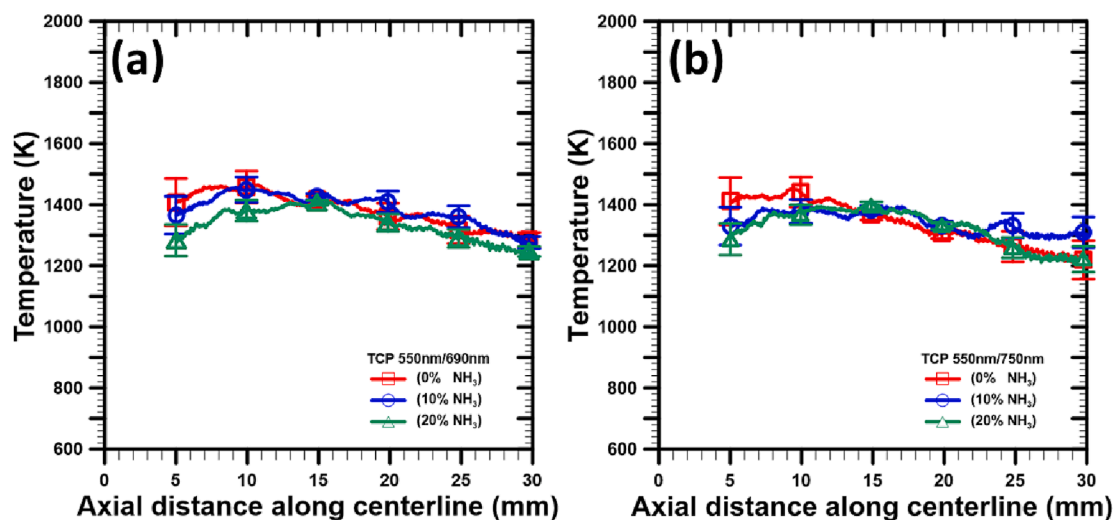 (a)
2000
1800
1600
1400
1200
1000
800
600
Temperature (K)
TCP 550nm/690nm
(0% NH₃)
(10% NH₃)
(20% NH₃)
0 5 10 15 20 25 30
Axial distance along centerline (mm)
(b)
2000
1800
1600
1400
1200
1000
800
600
Temperature (K)
TCP 550nm/750nm
(0% NH₃)
(10% NH₃)
(20% NH₃)
0 5 10 15 20 25 30
Axial distance along centerline (mm)